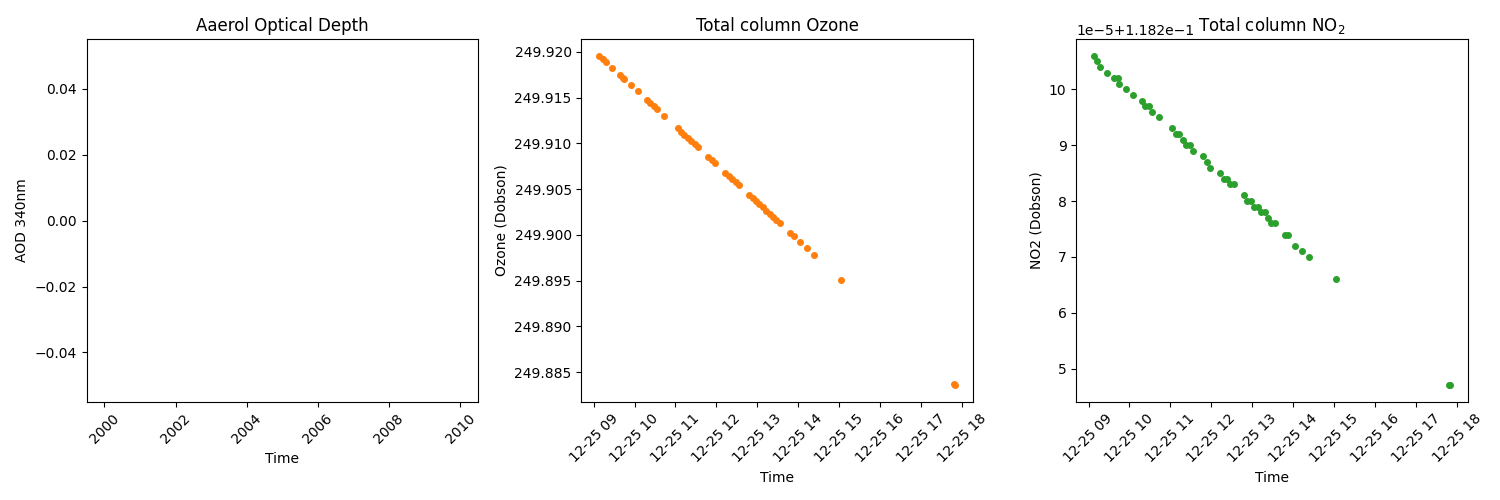 Aaerol Optical Depth
AOD 340nm
0.04
0.02
0.00
−0.02
−0.04
2000 2002 2004 2006 2008 2010
Time
Total column Ozone
Ozone (Dobson)
249.920
249.915
249.910
249.905
249.900
249.895
249.890
249.885
12-25 09 12-25 10 12-25 11 12-25 12 12-25 13 12-25 14 12-25 15 12-25 16 12-25 17 12-25 18
Time
1e−5+1.182e−1 Total column NO₂
NO2 (Dobson)
10
9
8
7
6
5
12-25 09 12-25 10 12-25 11 12-25 12 12-25 13 12-25 14 12-25 15 12-25 16 12-25 17 12-25 18
Time